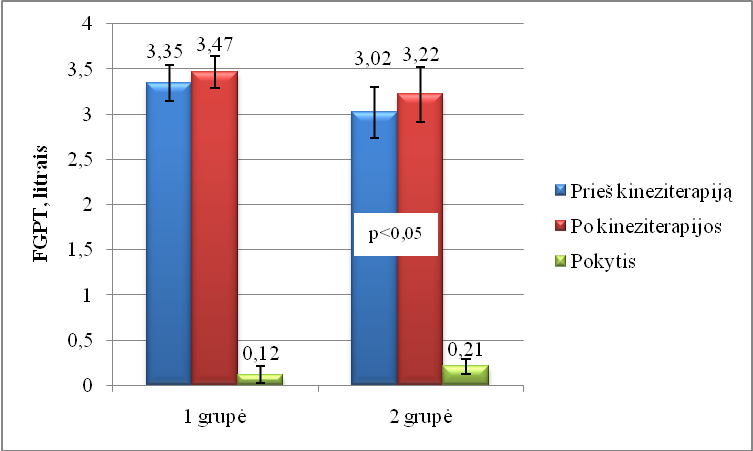 FGPT, litrais
4
3,5
3
2,5
2
1,5
1
0,5
0
3,35 3,47
0,12
3,02 3,22
0,21
p<0,05
1 grupė
2 grupė
Prieš kineziterapiją
Po kineziterapijos
Pokytis